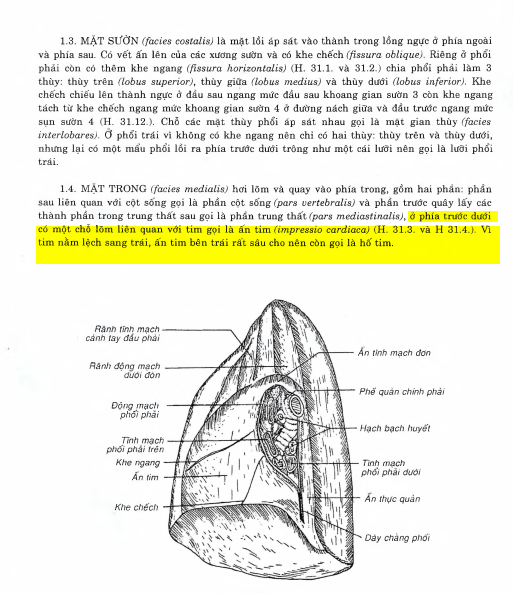 1.3. MẶT SƯỜN (facies costalis) là mặt lồi áp sát vào thành trong lồng ngực ở phía ngoài
và phía sau. Có vết ấn lên của các xương sườn và có khe chếch (fissura oblique). Riêng ở phổi
phải còn có thêm khe ngang (fissura horizontalis) (H. 31.1. và 31.2.) chia phổi phải làm 3
thùy: thùy trên (lobus superior), thùy giữa (lobus medius) và thùy dưới (lobus inferior). Khe
chếch chiếu lên thành ngực ở đầu sau ngang mức đầu sau khoang gian sườn 3 còn khe ngang
tách từ khe chếch ngang mức khoang gian sườn 4 ở đường nách giữa và đầu trước ngang mức
sụn sườn 4 (H. 31.12.). Chỗ các mặt thùy phổi áp sát nhau gọi là mặt gian thùy (facies
interlobares). Ở phổi trái vì không có khe ngang nên chỉ có hai thùy: thùy trên và thùy dưới,
nhưng lại có một mẩu phổi lồi ra phía trước dưới trông như một cái lưỡi nên gọi là lưỡi phổi
trái.
1.4. MẶT TRONG (facies medialis) hơi lõm và quay vào phía trong, gồm hai phần: phần
sau liên quan với cột sống gọi là phần cột sống (pars vertebralis) và phần trước quây lấy các
thành phần trong trung thất sau gọi là phần trung thất (pars mediastinalis), ở phía trước dưới
có một chỗ lõm liên quan với tim gọi là ấn tim (impressio cardiaca) (H. 31.3. và H 31.4.). Vì
tim nằm lệch sang trái, ấn tim bên trái rất sâu cho nên còn gọi là hố tim.
Rãnh tĩnh mạch
cánh tay đầu phải
Rãnh động mạch
dưới đòn
Động mạch
phổi phải
Tĩnh mạch
phổi phải trên
Khe ngang
Ấn tim
Khe chếch
Ấn tĩnh mạch đơn
Phế quản chính phải
Hạch bạch huyết
Tĩnh mạch
phổi phải dưới
Ấn thực quản
Dây chằng phổi